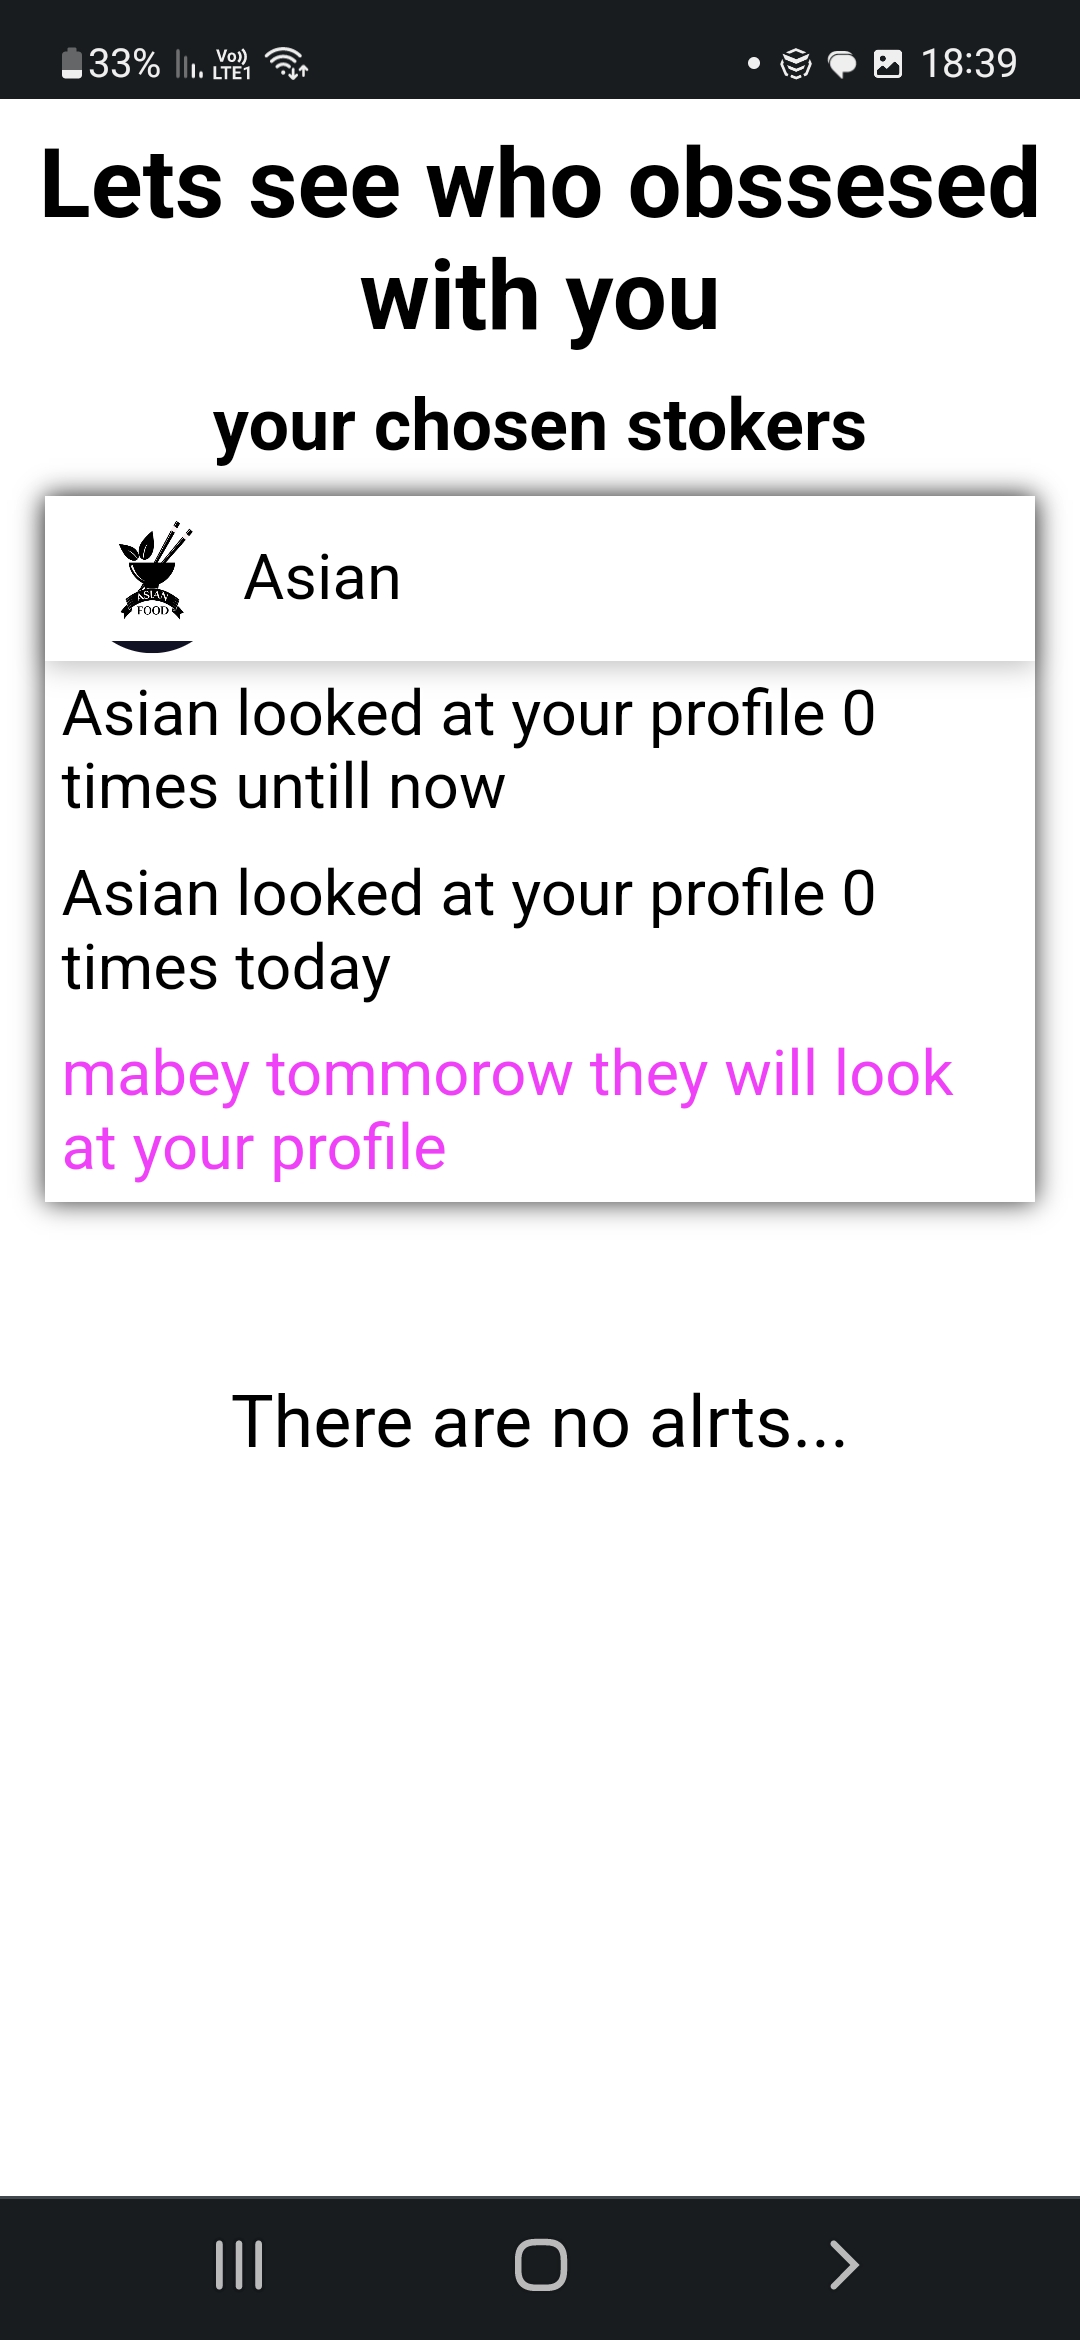 33% Vo)) LTE1 18:39
Lets see who obssesed
with you
your chosen stokers
ASIAN
FOOD
Asian
Asian looked at your profile 0
times untill now
Asian looked at your profile 0
times today
mabey tommorow they will look
at your profile
There are no alrts...